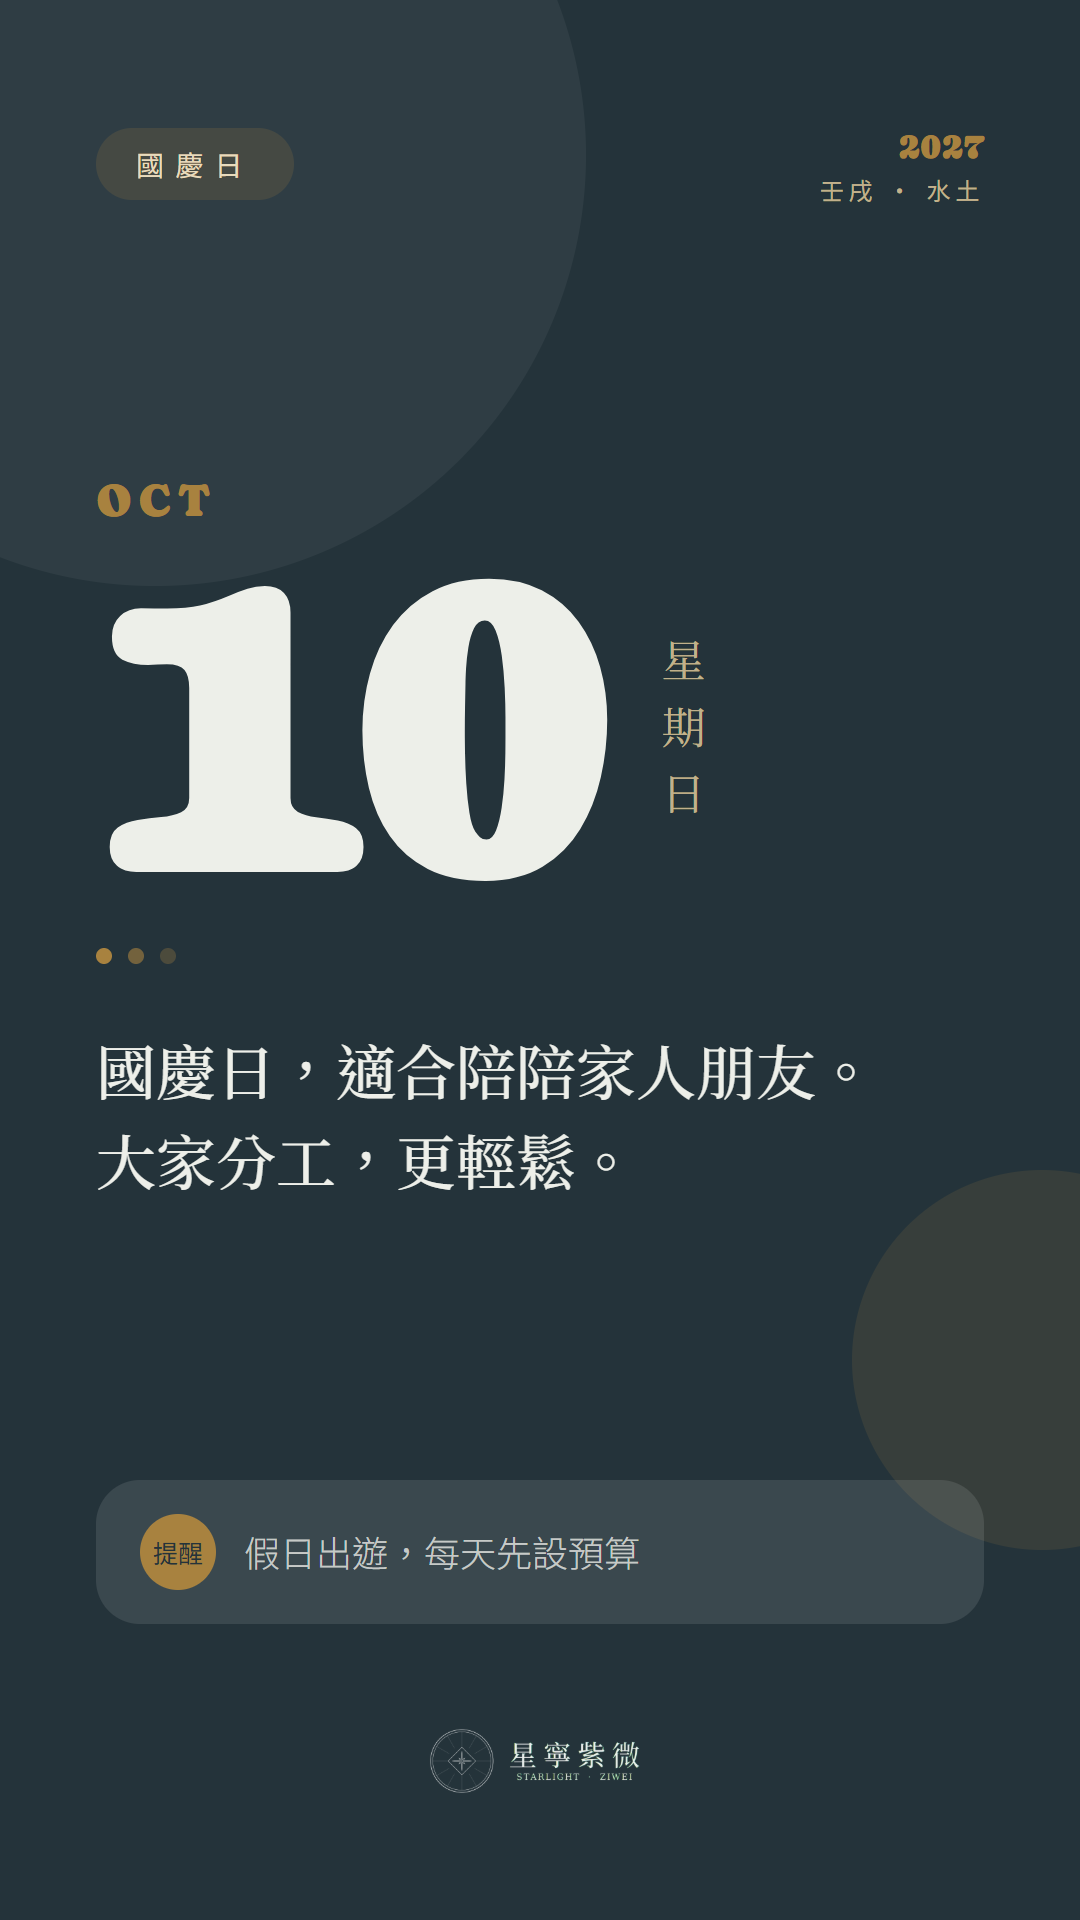 國慶日
2027
壬戌 · 水土
OCT
10
星期日
國慶日，適合陪陪家人朋友。
大家分工，更輕鬆。
提醒
假日出遊，每天先設預算
星寧紫微
STARLIGHT · ZIWEI